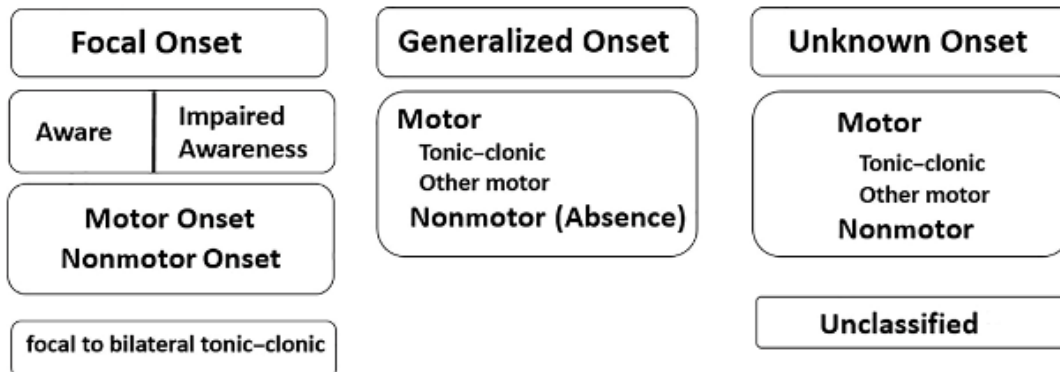 Focal Onset
Aware
Impaired
Awareness
Motor Onset
Nonmotor Onset
focal to bilateral tonic–clonic
Generalized Onset
Motor
Tonic–clonic
Other motor
Nonmotor (Absence)
Unknown Onset
Motor
Tonic–clonic
Other motor
Nonmotor
Unclassified